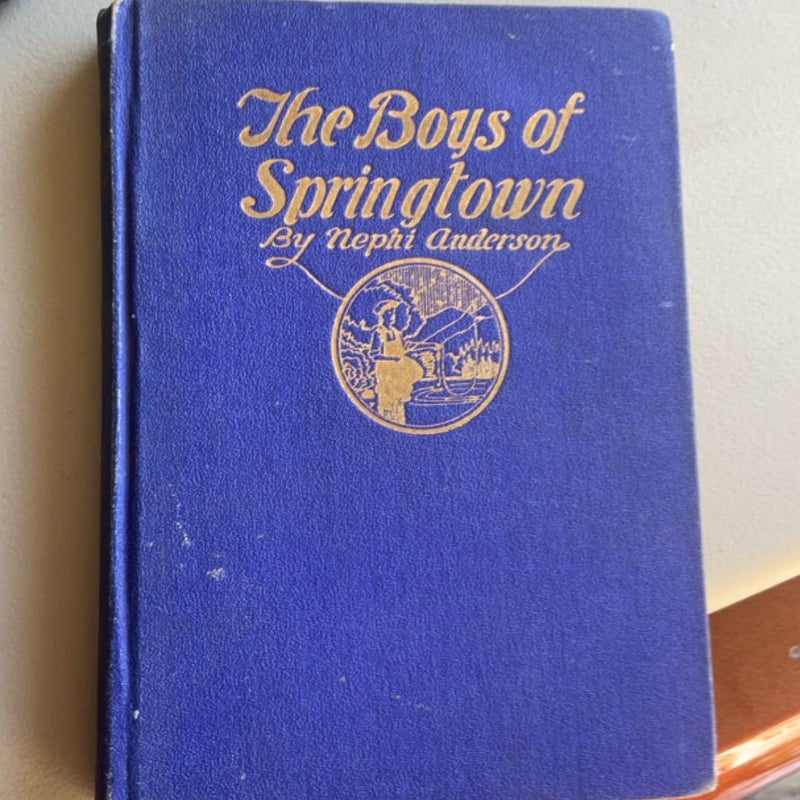 The Boys of
Springtown
By Nephi Anderson